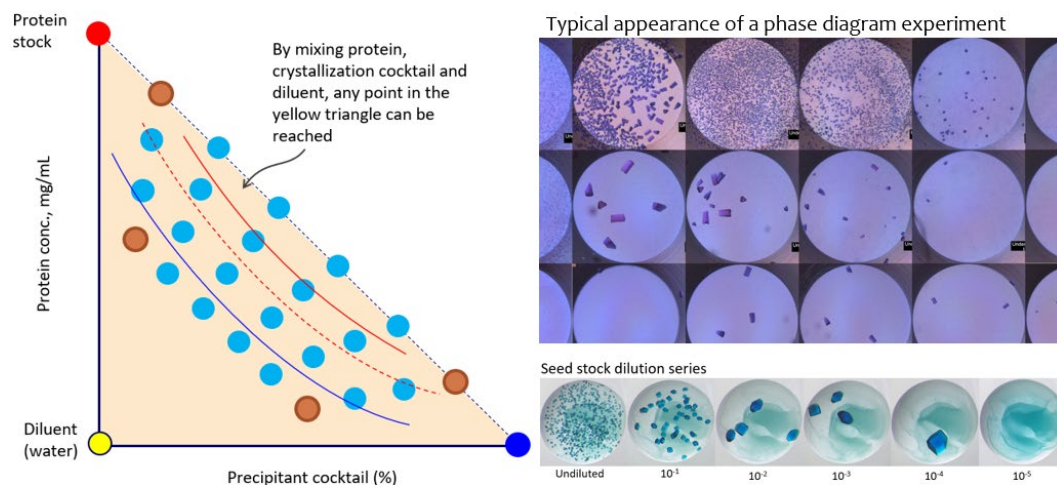 Protein
stock
By mixing protein,
crystallization cocktail and
diluent, any point in the
yellow triangle can be
reached
Protein conc., mg/mL
Diluent
(water)
Precipitant cocktail (%)
Typical appearance of a phase diagram experiment
Seed stock dilution series
Undiluted
10⁻¹
10⁻²
10⁻³
10⁻⁴
10⁻⁵